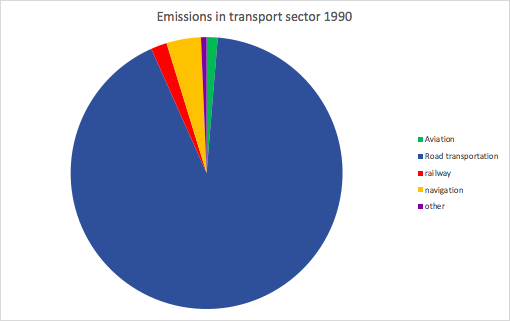 Emissions in transport sector 1990
Aviation
Road transportation
railway
navigation
other